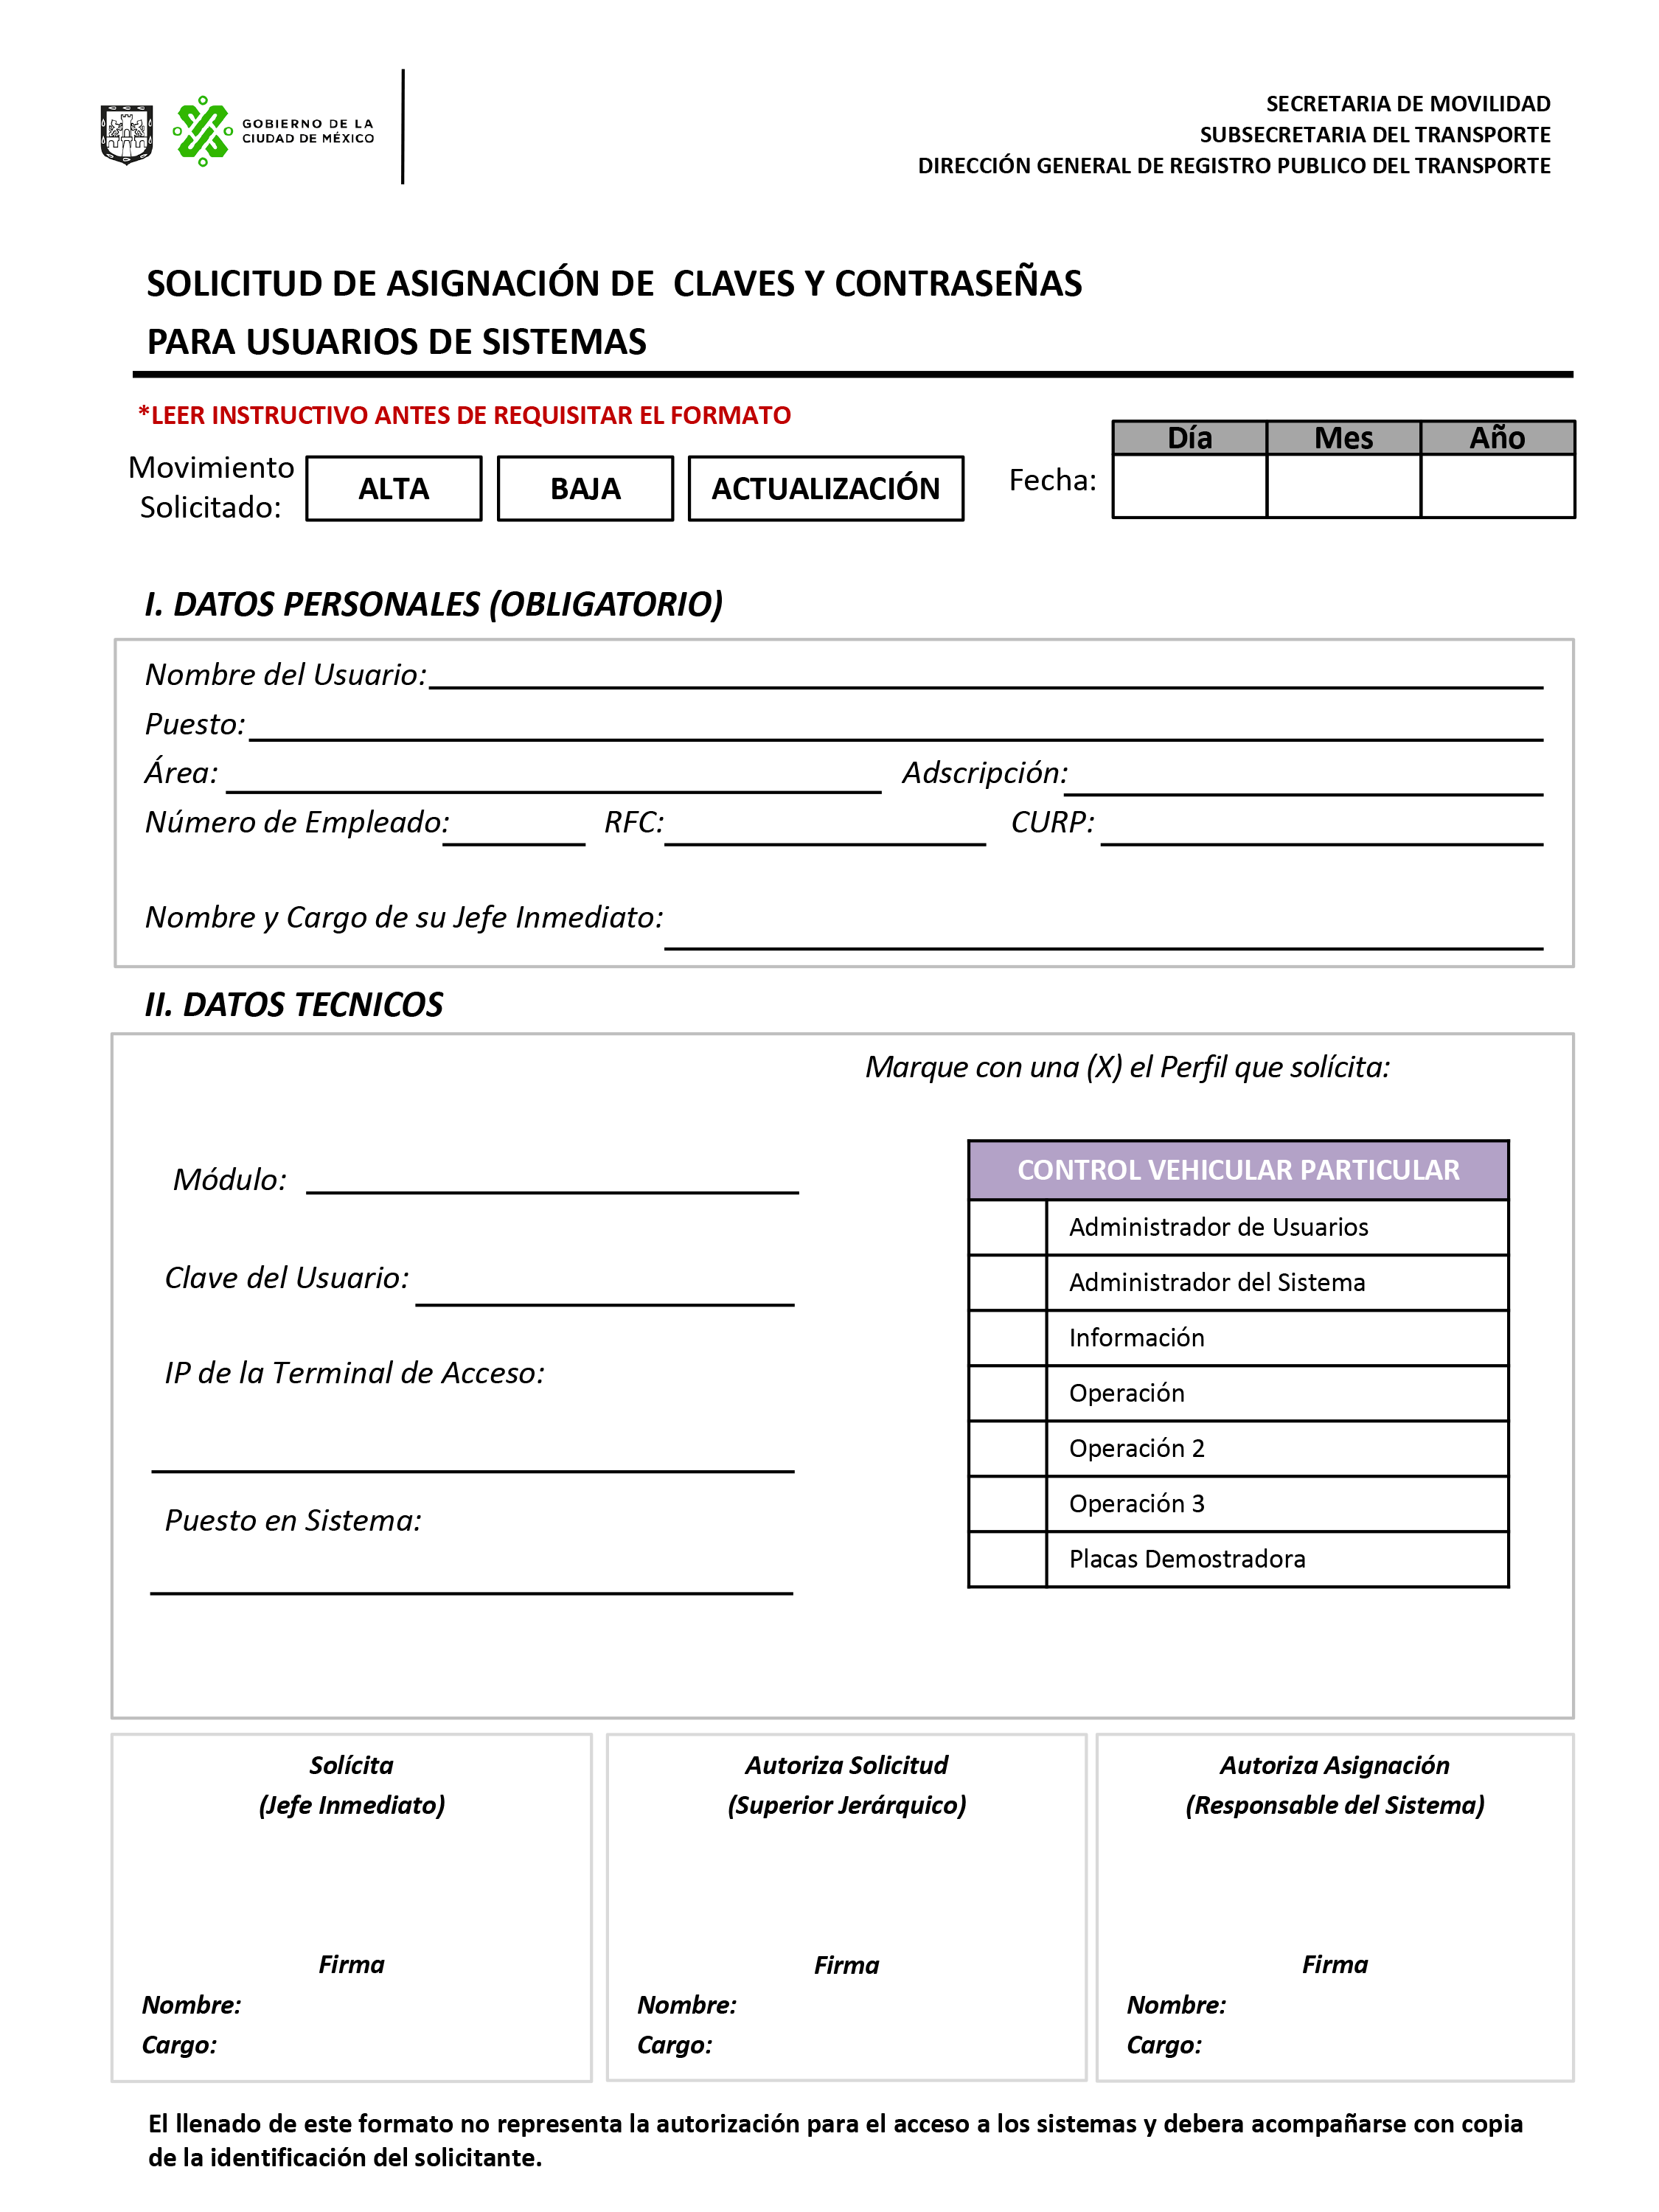 GOBIERNO DE LA
CIUDAD DE MÉXICO
SECRETARIA DE MOVILIDAD
SUBSECRETARIA DEL TRANSPORTE
DIRECCIÓN GENERAL DE REGISTRO PUBLICO DEL TRANSPORTE
SOLICITUD DE ASIGNACIÓN DE CLAVES Y CONTRASEÑAS
PARA USUARIOS DE SISTEMAS
*LEER INSTRUCTIVO ANTES DE REQUISITAR EL FORMATO
Movimiento
Solicitado:
ALTA
BAJA
ACTUALIZACIÓN
Fecha:
Día Mes Año
I. DATOS PERSONALES (OBLIGATORIO)
Nombre del Usuario:
Puesto:
Área: Adscripción:
Número de Empleado: RFC: CURP:
Nombre y Cargo de su Jefe Inmediato:
II. DATOS TECNICOS
Marque con una (X) el Perfil que solícita:
Módulo:
Clave del Usuario:
IP de la Terminal de Acceso:
Puesto en Sistema:
CONTROL VEHICULAR PARTICULAR
Administrador de Usuarios
Administrador del Sistema
Información
Operación
Operación 2
Operación 3
Placas Demostradora
Solícita
(Jefe Inmediato)
Firma
Nombre:
Cargo:
Autoriza Solicitud
(Superior Jerárquico)
Firma
Nombre:
Cargo:
Autoriza Asignación
(Responsable del Sistema)
Firma
Nombre:
Cargo:
El llenado de este formato no representa la autorización para el acceso a los sistemas y debera acompañarse con copia
de la identificación del solicitante.